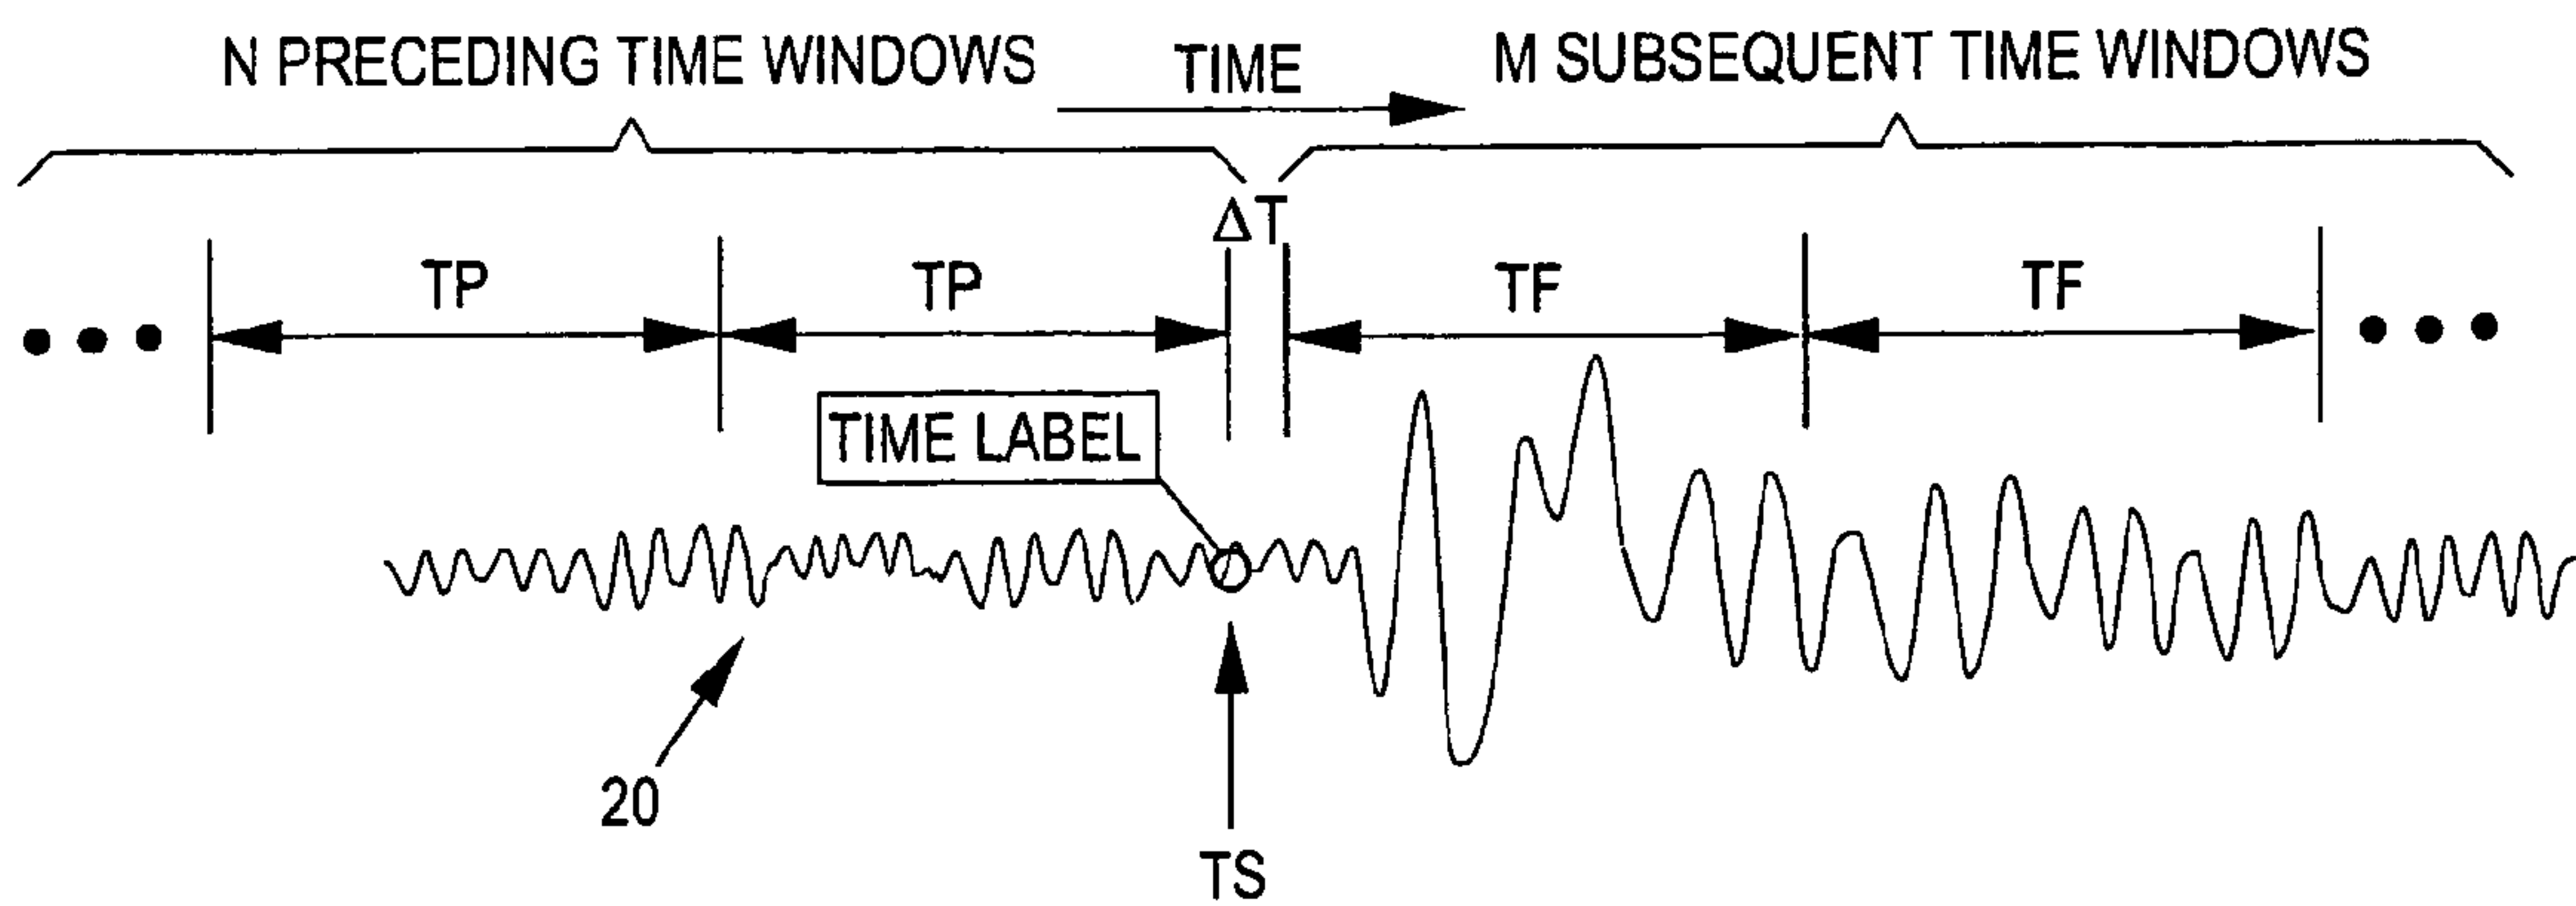 N PRECEDING TIME WINDOWS
TIME
M SUBSEQUENT TIME WINDOWS
ΔT
TP
TP
TF
TF
TIME LABEL
20
TS